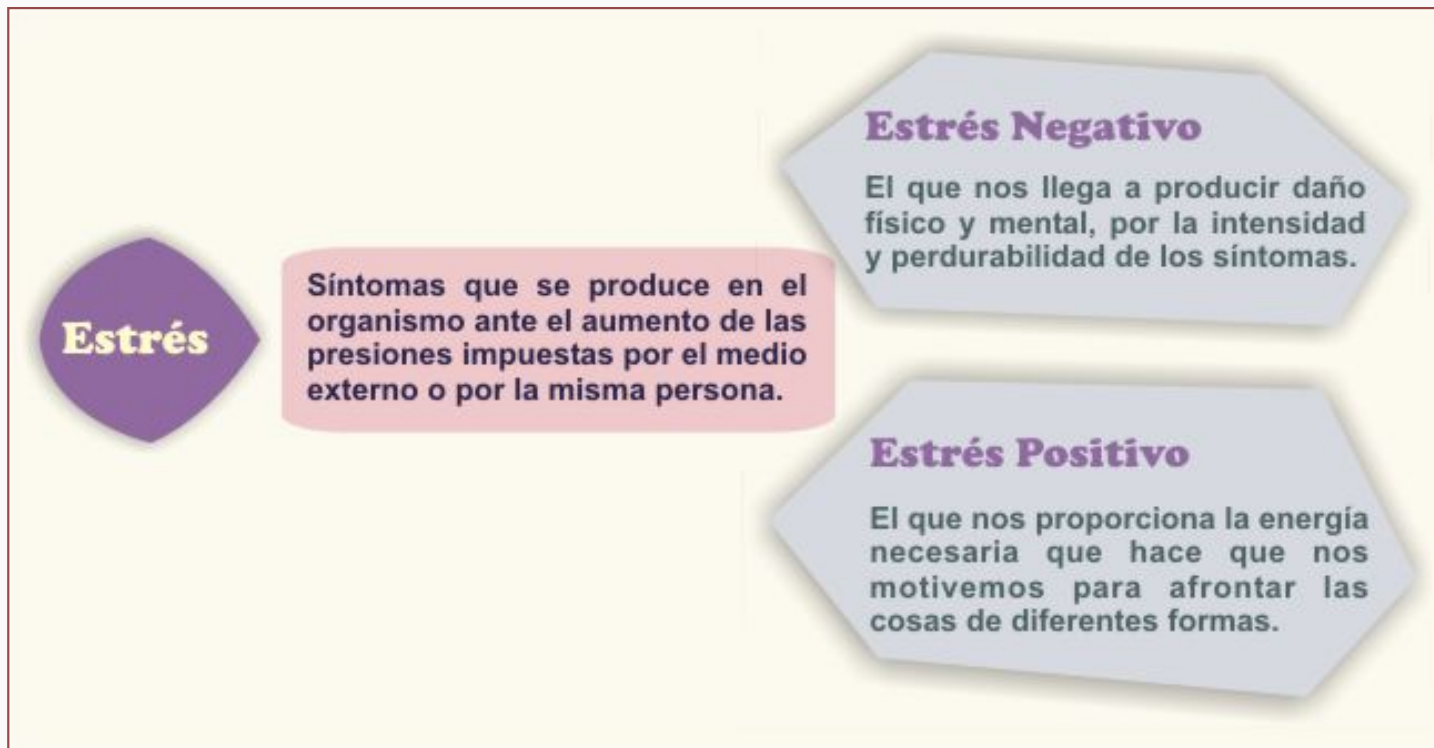 Estrés
Síntomas que se produce en el
organismo ante el aumento de las
presiones impuestas por el medio
externo o por la misma persona.
Estrés Negativo
El que nos llega a producir daño
físico y mental, por la intensidad
y perdurabilidad de los síntomas.
Estrés Positivo
El que nos proporciona la energía
necesaria que hace que nos
motivemos para afrontar las
cosas de diferentes formas.